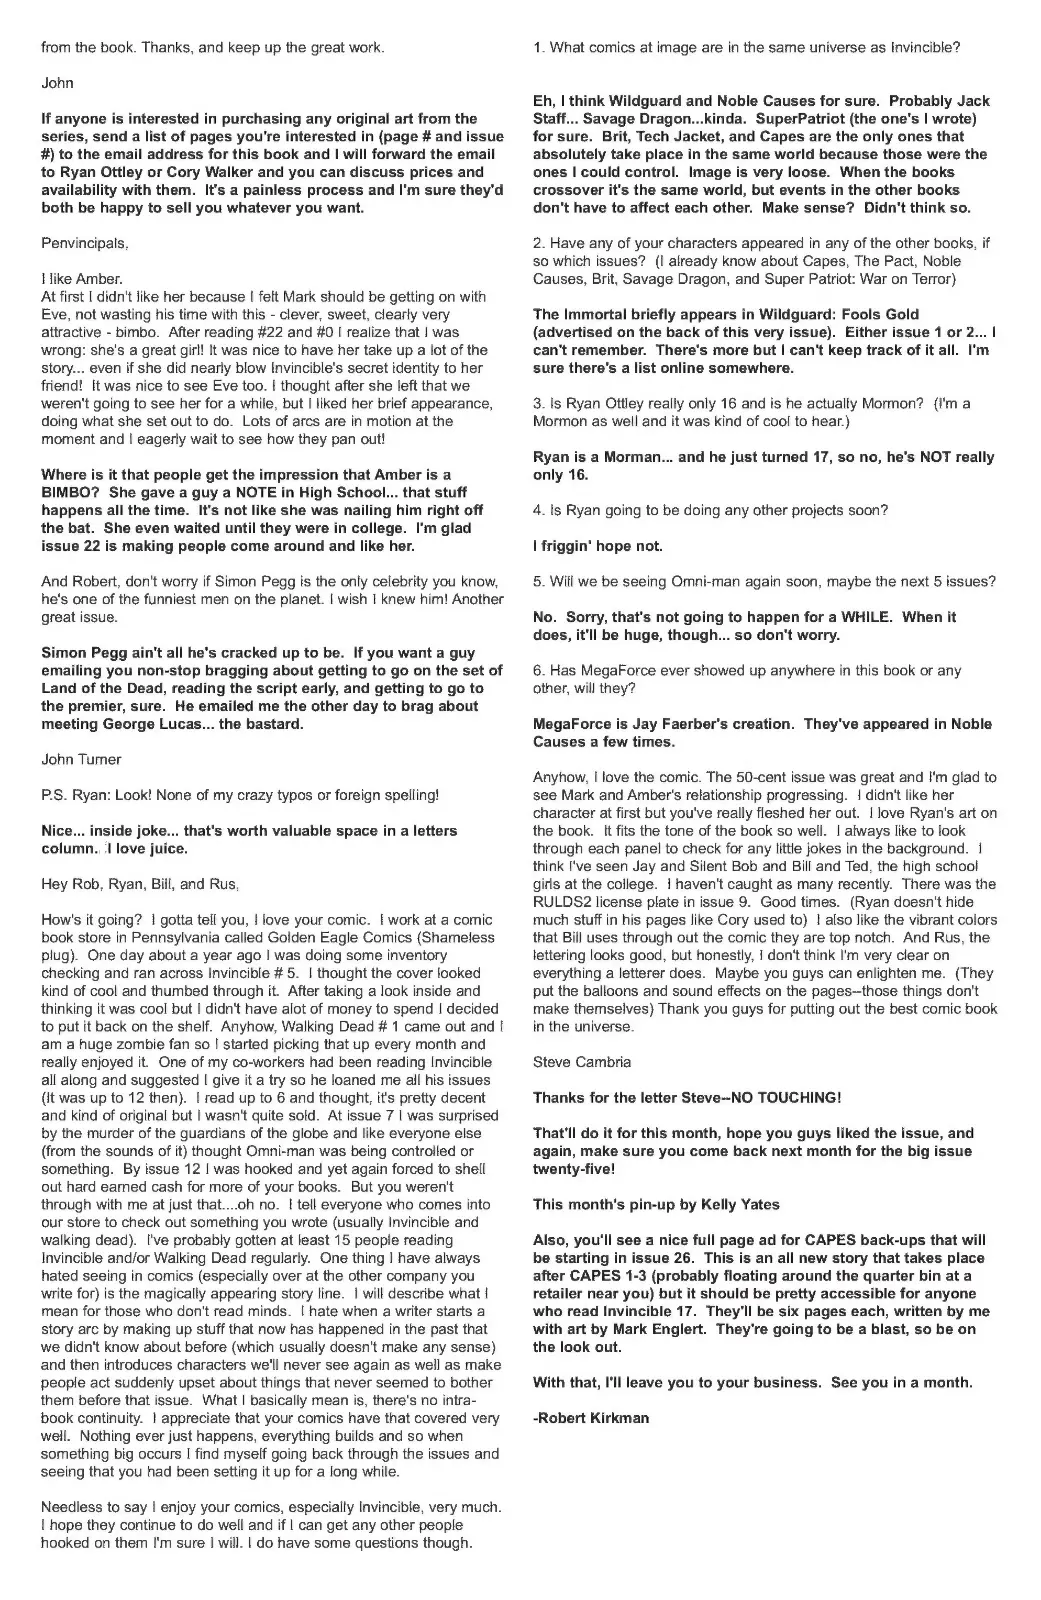 from the book. Thanks, and keep up the great work.
John
If anyone is interested in purchasing any original art from the
series, send a list of pages you're interested in (page # and issue
#) to the email address for this book and I will forward the email
to Ryan Ottley or Cory Walker and you can discuss prices and
availability with them. It's a painless process and I'm sure they'd
both be happy to sell you whatever you want.
Penvincipals,
I like Amber.
At first I didn't like her because I felt Mark should be getting on with
Eve, not wasting his time with this - clever, sweet, clearly very
attractive - bimbo. After reading #22 and #0 I realize that I was
wrong: she's a great girl! It was nice to have her take up a lot of the
story... even if she did nearly blow Invincible's secret identity to her
friend! It was nice to see Eve too. I thought after she left that we
weren't going to see her for a while, but I liked her brief appearance,
doing what she set out to do. Lots of arcs are in motion at the
moment and I eagerly wait to see how they pan out!
Where is it that people get the impression that Amber is a
BIMBO? She gave a guy a NOTE in High School... that stuff
happens all the time. It's not like she was nailing him right off
the bat. She even waited until they were in college. I'm glad
issue 22 is making people come around and like her.
And Robert, don't worry if Simon Pegg is the only celebrity you know,
he's one of the funniest men on the planet. I wish I knew him! Another
great issue.
Simon Pegg ain't all he's cracked up to be. If you want a guy
emailing you non-stop bragging about getting to go on the set of
Land of the Dead, reading the script early, and getting to go to
the premier, sure. He emailed me the other day to brag about
meeting George Lucas... the bastard.
John Turner
P.S. Ryan: Look! None of my crazy typos or foreign spelling!
Nice... inside joke... that's worth valuable space in a letters
column. I love juice.
Hey Rob, Ryan, Bill, and Rus,
How's it going? I gotta tell you, I love your comic. I work at a comic
book store in Pennsylvania called Golden Eagle Comics (Shameless
plug). One day about a year ago I was doing some inventory
checking and ran across Invincible # 5. I thought the cover looked
kind of cool and thumbed through it. After taking a look inside and
thinking it was cool but I didn't have alot of money to spend I decided
to put it back on the shelf. Anyhow, Walking Dead # 1 came out and I
am a huge zombie fan so I started picking that up every month and
really enjoyed it. One of my co-workers had been reading Invincible
all along and suggested I give it a try so he loaned me all his issues
(It was up to 12 then). I read up to 6 and thought, it's pretty decent
and kind of original but I wasn't quite sold. At issue 7 I was surprised
by the murder of the guardians of the globe and like everyone else
(from the sounds of it) thought Omni-man was being controlled or
something. By issue 12 I was hooked and yet again forced to shell
out hard earned cash for more of your books. But you weren't
through with me at just that....oh no. I tell everyone who comes into
our store to check out something you wrote (usually Invincible and
walking dead). I've probably gotten at least 15 people reading
Invincible and/or Walking Dead regularly. One thing I have always
hated seeing in comics (especially over at the other company you
write for) is the magically appearing story line. I will describe what I
mean for those who don't read minds. I hate when a writer starts a
story arc by making up stuff that now has happened in the past that
we didn't know about before (which usually doesn't make any sense)
and then introduces characters we'll never see again as well as make
people act suddenly upset about things that never seemed to bother
them before that issue. What I basically mean is, there's no intra-
book continuity. I appreciate that your comics have that covered very
well. Nothing ever just happens, everything builds and so when
something big occurs I find myself going back through the issues and
seeing that you had been setting it up for a long while.
Needless to say I enjoy your comics, especially Invincible, very much.
I hope they continue to do well and if I can get any other people
hooked on them I'm sure I will. I do have some questions though.
1. What comics at image are in the same universe as Invincible?
Eh, I think Wildguard and Noble Causes for sure. Probably Jack
Staff... Savage Dragon...kinda. SuperPatriot (the one's I wrote)
for sure. Brit, Tech Jacket, and Capes are the only ones that
absolutely take place in the same world because those were the
ones I could control. Image is very loose. When the books
crossover it's the same world, but events in the other books
don't have to affect each other. Make sense? Didn't think so.
2. Have any of your characters appeared in any of the other books, if
so which issues? (I already know about Capes, The Pact, Noble
Causes, Brit, Savage Dragon, and Super Patriot: War on Terror)
The Immortal briefly appears in Wildguard: Fools Gold
(advertised on the back of this very issue). Either issue 1 or 2... I
can't remember. There's more but I can't keep track of it all. I'm
sure there's a list online somewhere.
3. Is Ryan Ottley really only 16 and is he actually Mormon? (I'm a
Mormon as well and it was kind of cool to hear.)
Ryan is a Morman... and he just turned 17, so no, he's NOT really
only 16.
4. Is Ryan going to be doing any other projects soon?
I friggin' hope not.
5. Will we be seeing Omni-man again soon, maybe the next 5 issues?
No. Sorry, that's not going to happen for a WHILE. When it
does, it'll be huge, though... so don't worry.
6. Has MegaForce ever showed up anywhere in this book or any
other, will they?
MegaForce is Jay Faerber's creation. They've appeared in Noble
Causes a few times.
Anyhow, I love the comic. The 50-cent issue was great and I'm glad to
see Mark and Amber's relationship progressing. I didn't like her
character at first but you've really fleshed her out. I love Ryan's art on
the book. It fits the tone of the book so well. I always like to look
through each panel to check for any little jokes in the background. I
think I've seen Jay and Silent Bob and Bill and Ted, the high school
girls at the college. I haven't caught as many recently. There was the
RULDS2 license plate in issue 9. Good times. (Ryan doesn't hide
much stuff in his pages like Cory used to) I also like the vibrant colors
that Bill uses through out the comic they are top notch. And Rus, the
lettering looks good, but honestly, I don't think I'm very clear on
everything a letterer does. Maybe you guys can enlighten me. (They
put the balloons and sound effects on the pages--those things don't
make themselves) Thank you guys for putting out the best comic book
in the universe.
Steve Cambria
Thanks for the letter Steve--NO TOUCHING!
That'll do it for this month, hope you guys liked the issue, and
again, make sure you come back next month for the big issue
twenty-five!
This month's pin-up by Kelly Yates
Also, you'll see a nice full page ad for CAPES back-ups that will
be starting in issue 26. This is an all new story that takes place
after CAPES 1-3 (probably floating around the quarter bin at a
retailer near you) but it should be pretty accessible for anyone
who read Invincible 17. They'll be six pages each, written by me
with art by Mark Englert. They're going to be a blast, so be on
the look out.
With that, I'll leave you to your business. See you in a month.
-Robert Kirkman